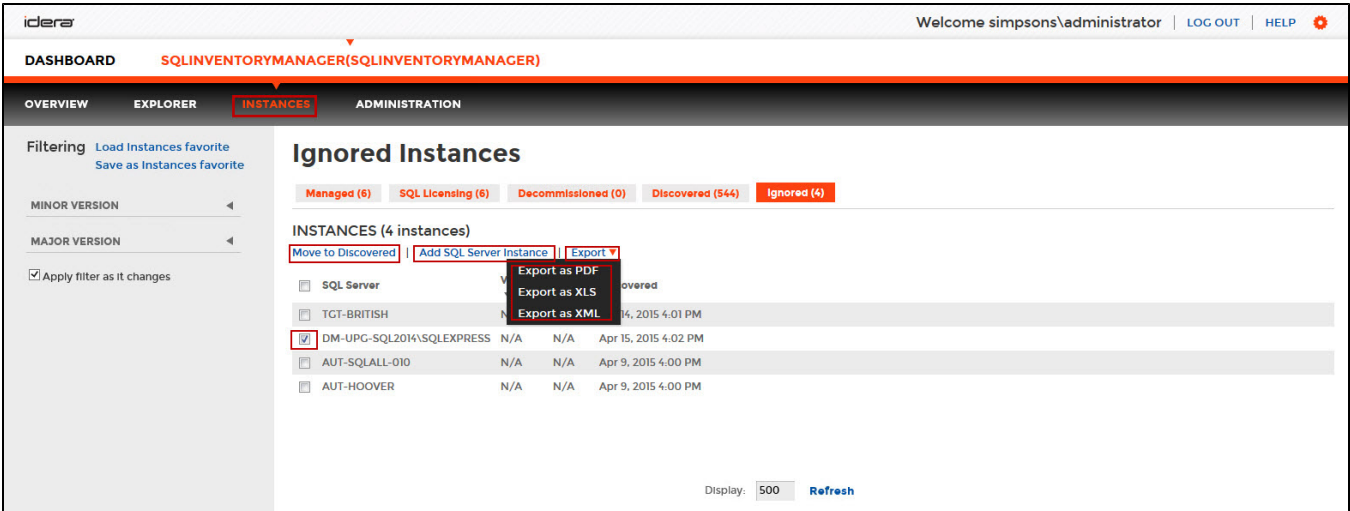 idera
Welcome simpsons\administrator | LOG OUT | HELP
DASHBOARD SQLINVENTORYMANAGER(SQLINVENTORYMANAGER)
OVERVIEW EXPLORER INSTANCES ADMINISTRATION
Filtering Load Instances favorite
Save as Instances favorite
MINOR VERSION
MAJOR VERSION
Apply filter as it changes
Ignored Instances
Managed (6) SQL Licensing (6) Decommissioned (0) Discovered (544) Ignored (4)
INSTANCES (4 instances)
Move to Discovered | Add SQL Server Instance | Export
Export as PDF
Export as XLS
Export as XML
SQL Server
TGT-BRITISH 14, 2015 4:01 PM
DM-UPG-SQL2014\SQLEXPRESS N/A N/A Apr 15, 2015 4:02 PM
AUT-SQLALL-010 N/A N/A Apr 9, 2015 4:00 PM
AUT-HOOVER N/A N/A Apr 9, 2015 4:00 PM
Display: 500 Refresh